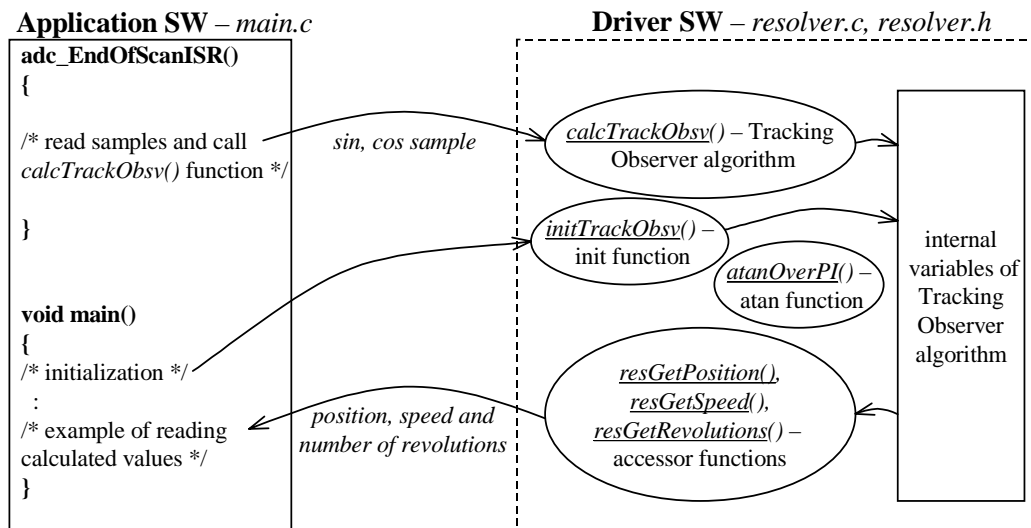 Application SW – main.c
adc_EndOfScanISR()
{
/* read samples and call
calcTrackObsv() function */
}
void main()
{
/* initialization */
:
/* example of reading
calculated values */
}
sin, cos sample
position, speed and
number of revolutions
Driver SW – resolver.c, resolver.h
calcTrackObsv() – Tracking
Observer algorithm
initTrackObsv() –
init function
atanOverPI() –
atan function
resGetPosition(),
resGetSpeed(),
resGetRevolutions() –
accessor functions
internal
variables of
Tracking
Observer
algorithm